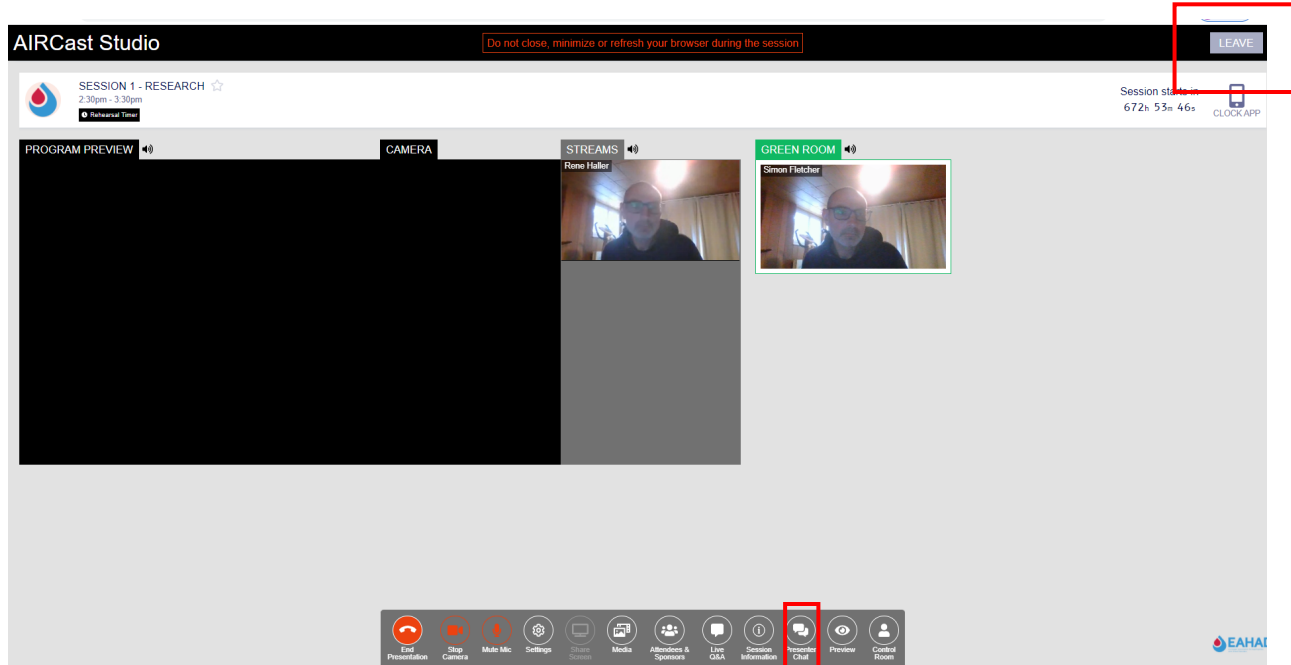 AIRCast Studio
Do not close, minimize or refresh your browser during the session
LEAVE
SESSION 1 - RESEARCH
2:30pm - 3:30pm
Rehearsal Timer
Session starts in
672h 53m 46s
CLOCK APP
PROGRAM PREVIEW
CAMERA
STREAMS
GREEN ROOM
Rene Haller
Simon Fletcher
End
Presentation
Stop
Camera
Mute Mic
Settings
Share
Screen
Media
Attendees &
Sponsors
Live
Q&A
Session
Information
Presenter
Chat
Preview
Control
Room
EAHAD